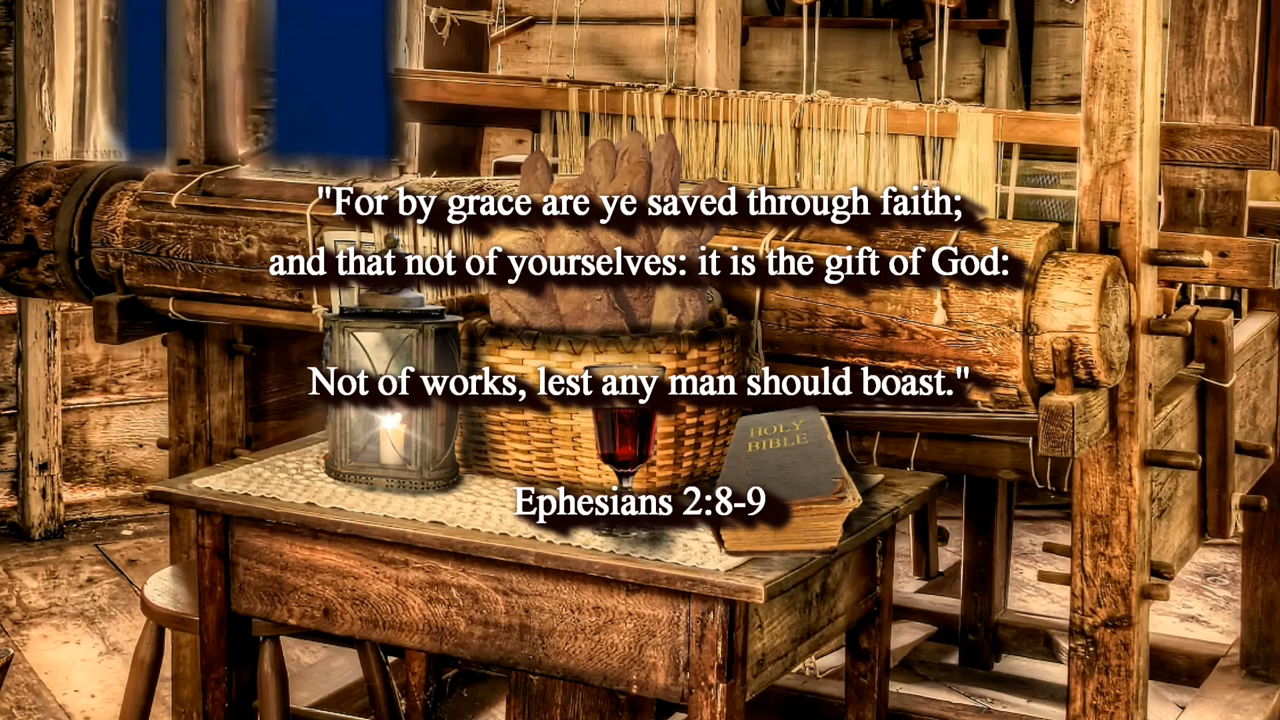 "For by grace are ye saved through faith;
and that not of yourselves: it is the gift of God:
Not of works, lest any man should boast."
HOLY
BIBLE
Ephesians 2:8-9